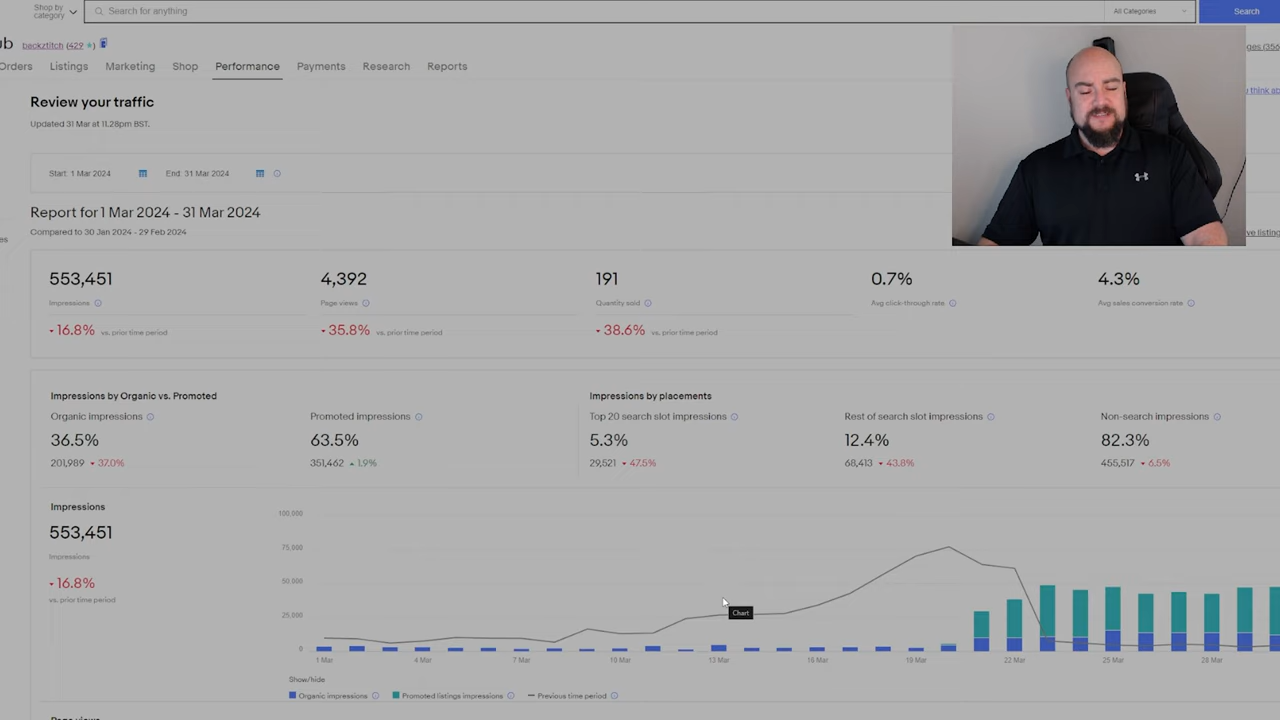 Shop by
category
Search for anything
All Categories
Search
ub
backztitch (429
)
Orders
Listings
Marketing
Shop
Performance
Payments
Research
Reports
Review your traffic
Updated 31 Mar at 11.28pm BST.
Start: 1 Mar 2024
End: 31 Mar 2024
Report for 1 Mar 2024 - 31 Mar 2024
Compared to 30 Jan 2024 - 29 Feb 2024
es
553,451
4,392
191
0.7%
4.3%
Impressions
Page views
Quantity sold
Avg click-through rate
Avg sales conversion rate
16.8% vs. prior time period
35.8% vs. prior time period
38.6% vs. prior time period
Impressions by Organic vs. Promoted
Impressions by placements
Organic impressions
Promoted impressions
Top 20 search slot impressions
Rest of search slot impressions
Non-search impressions
36.5%
63.5%
5.3%
12.4%
82.3%
201,989 37.0%
351,462 1.9%
29,521 47.5%
68,413 43.8%
455,517 6.5%
Impressions
553,451
Impressions
16.8%
vs. prior time period
100,000
75,000
50,000
25,000
0
Chart
1 Mar
4 Mar
7 Mar
10 Mar
13 Mar
16 Mar
19 Mar
22 Mar
25 Mar
28 Mar
Show/hide
Organic impressions
Promoted listings impressions
Previous time period